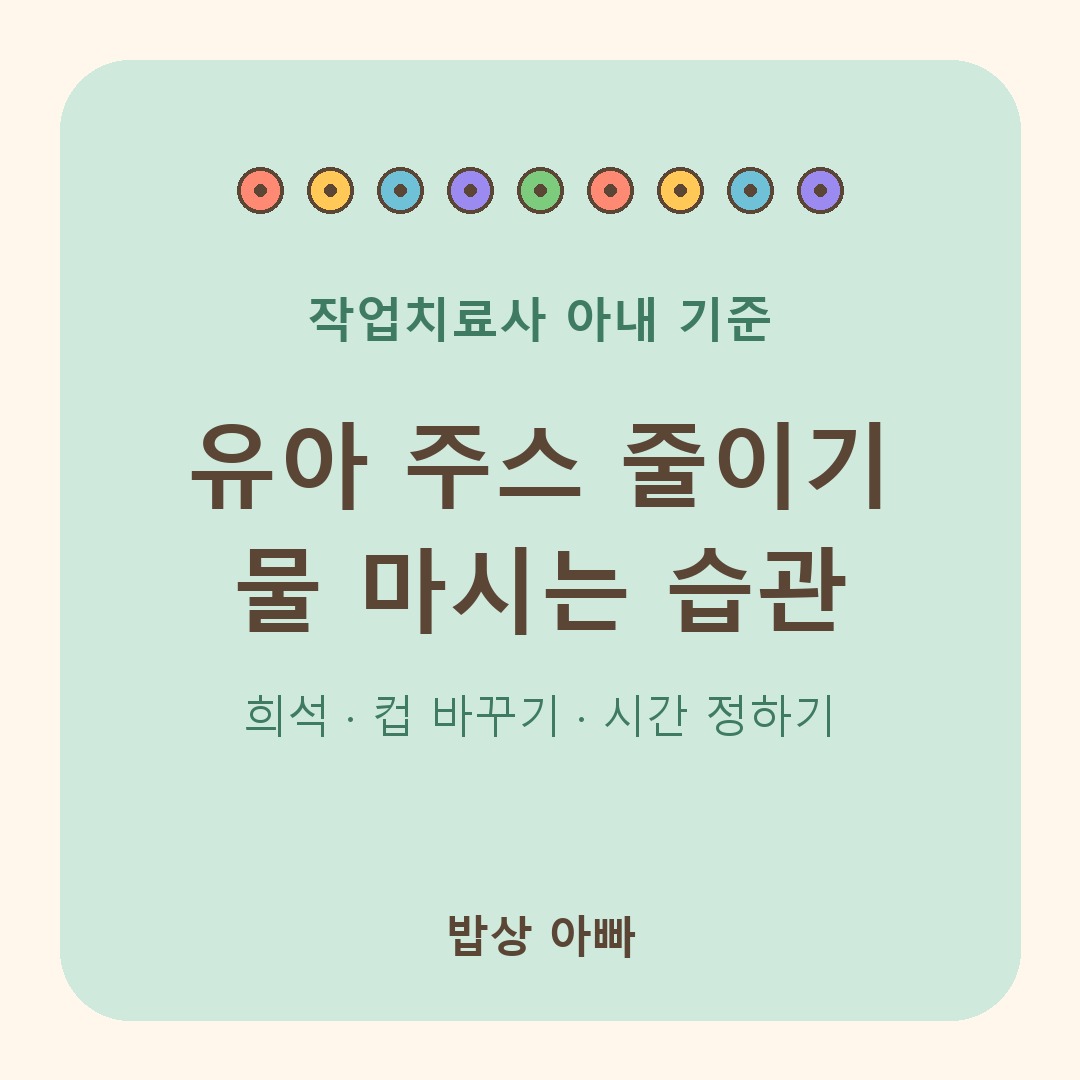 작업치료사 아내 기준
유아 주스 줄이기
물 마시는 습관
희석 · 컵 바꾸기 · 시간 정하기
밥상 아빠